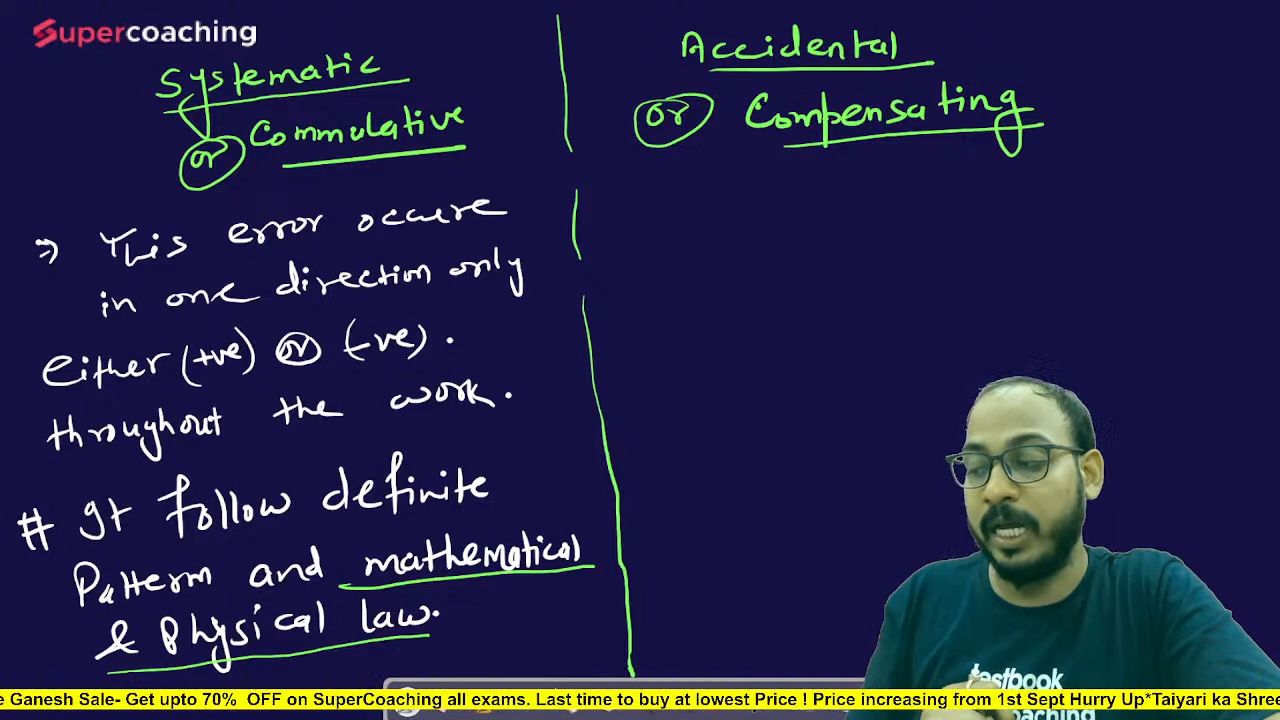 Supercoaching
Systematic
or Commulative
Accidental
or Compensating
⇒ This error occure
in one direction only
either (+ve) or (-ve).
throughout the work.
# It follow definite
Patterm and mathematical
& Physical law.
testbook
coaching
e Ganesh Sale- Get upto 70% OFF on SuperCoaching all exams. Last time to buy at lowest Price ! Price increasing from 1st Sept Hurry Up*Taiyari ka Shree